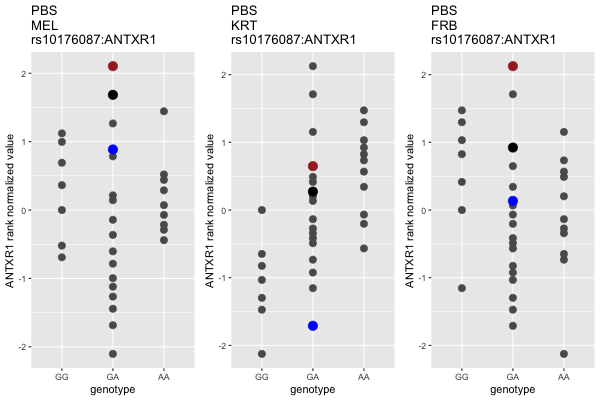 PBS
MEL
rs10176087:ANTXR1
ANTXR1 rank normalized value
2
1
0
-1
-2
GG
GA
AA
genotype
PBS
KRT
rs10176087:ANTXR1
ANTXR1 rank normalized value
2
1
0
-1
-2
GG
GA
AA
genotype
PBS
FRB
rs10176087:ANTXR1
ANTXR1 rank normalized value
2
1
0
-1
-2
GG
GA
AA
genotype